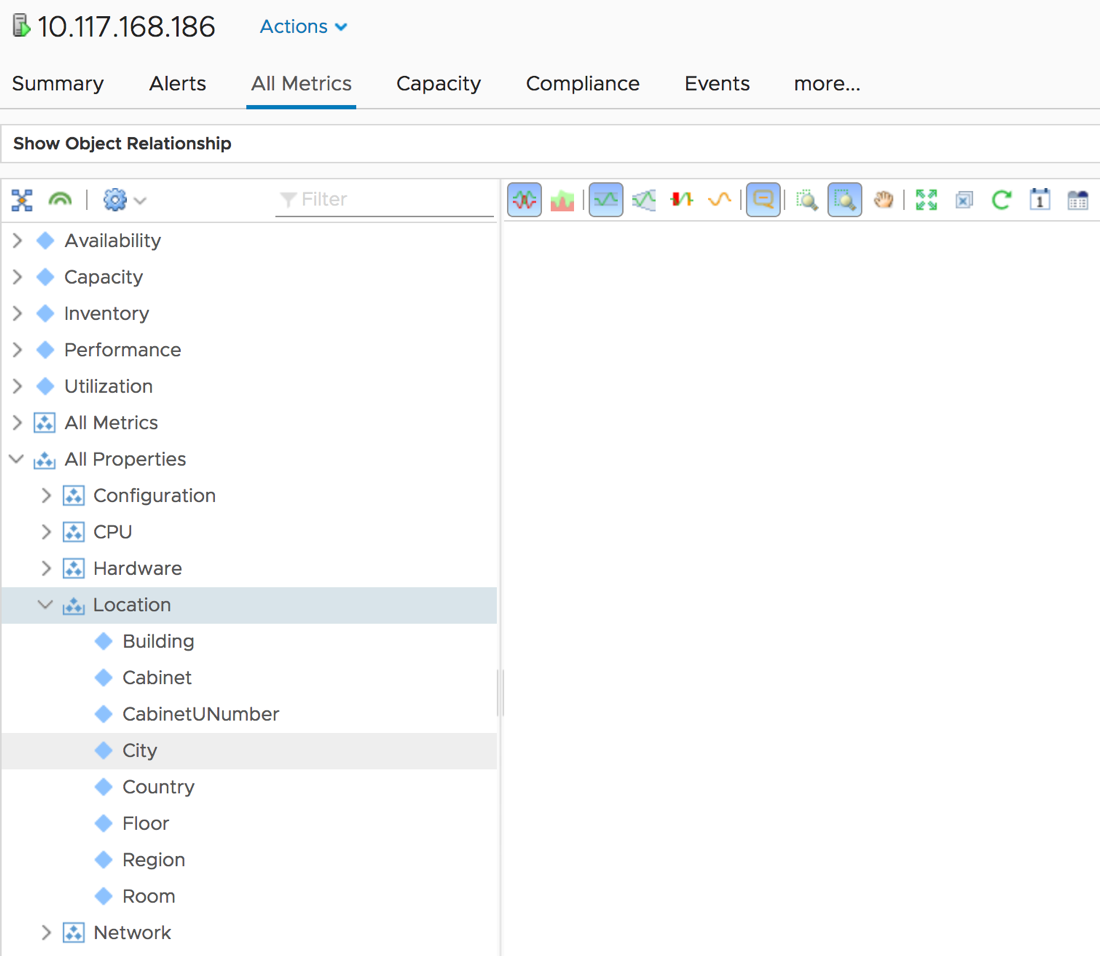 10.117.168.186 Actions
Summary Alerts All Metrics Capacity Compliance Events more...
Show Object Relationship
Filter 1
Availability
Capacity
Inventory
Performance
Utilization
All Metrics
All Properties
Configuration
CPU
Hardware
Location
Building
Cabinet
CabinetUNumber
City
Country
Floor
Region
Room
Network